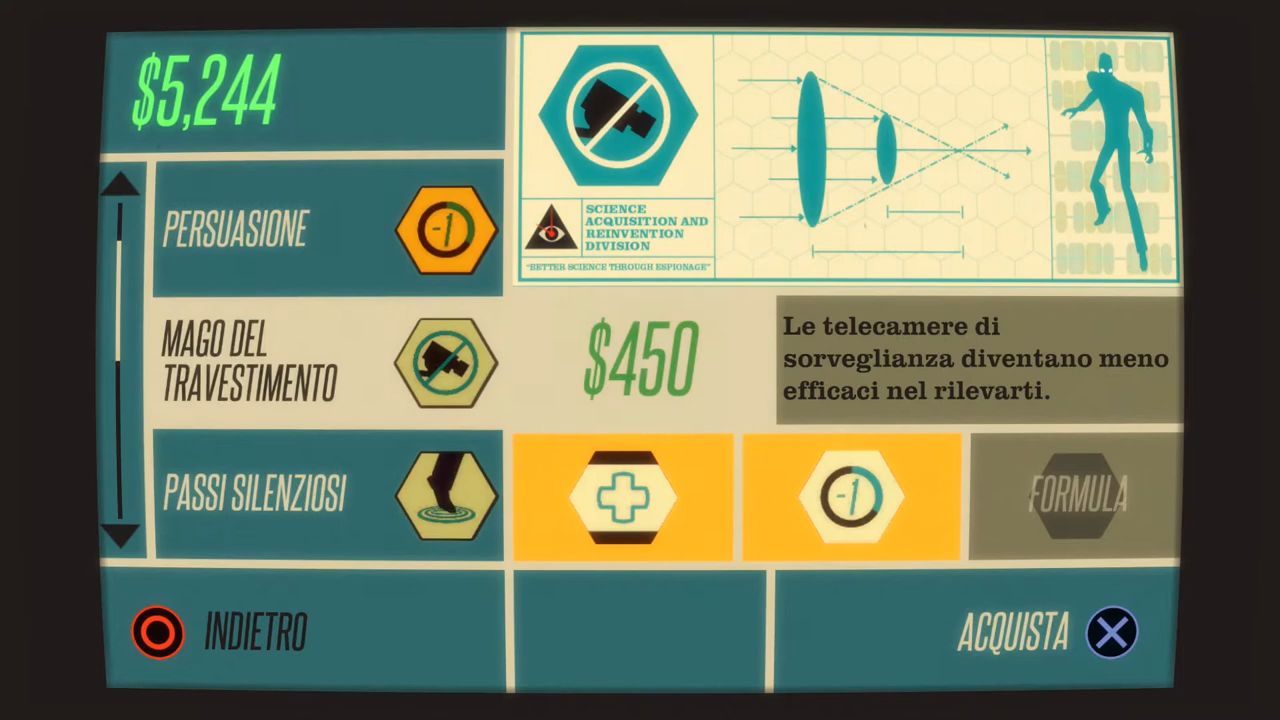 $5,244
SCIENCE
ACQUISITION AND
REINVENTION
DIVISION
"BETTER SCIENCE THROUGH ESPIONAGE"
PERSUASIONE
-1
MAGO DEL
TRAVESTIMENTO
$450
Le telecamere di
sorveglianza diventano meno
efficaci nel rilevarti.
PASSI SILENZIOSI
-1
FORMULA
INDIETRO
ACQUISTA